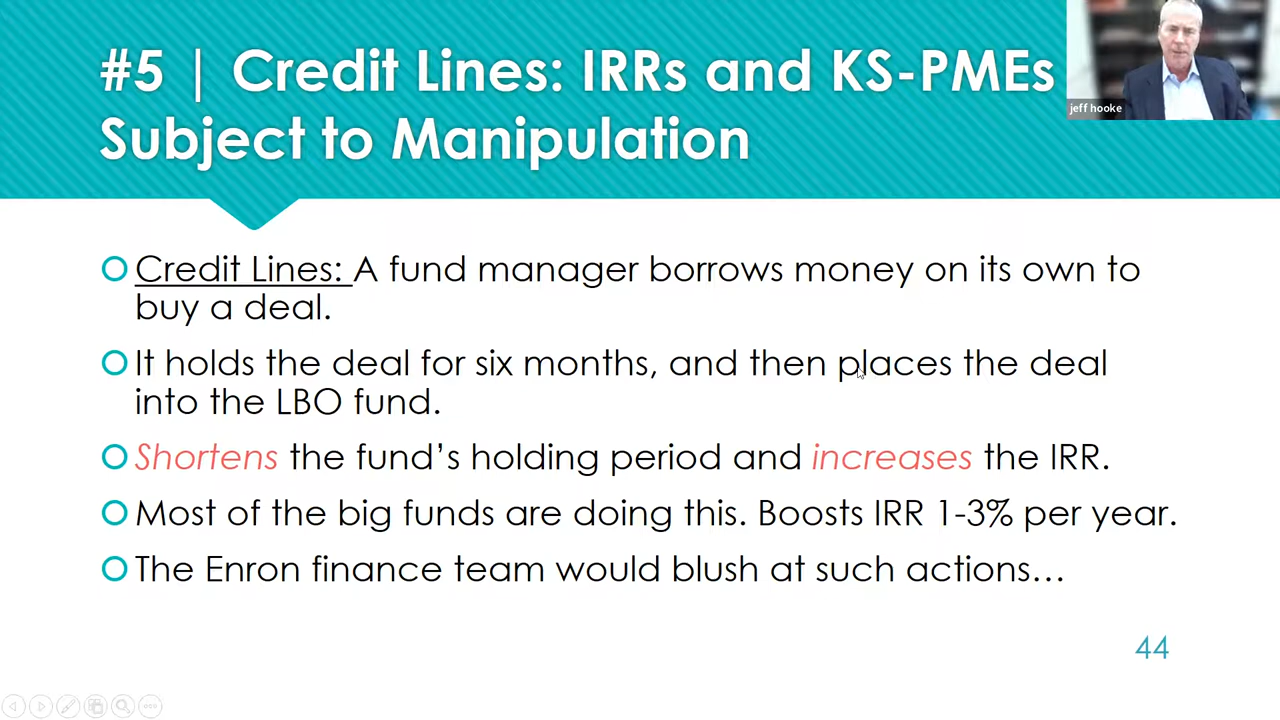 #5 | Credit Lines: IRRs and KS-PMEs
Subject to Manipulation
jeff hooke
Credit Lines: A fund manager borrows money on its own to
buy a deal.
It holds the deal for six months, and then places the deal
into the LBO fund.
Shortens the fund’s holding period and increases the IRR.
Most of the big funds are doing this. Boosts IRR 1-3% per year.
The Enron finance team would blush at such actions…
44